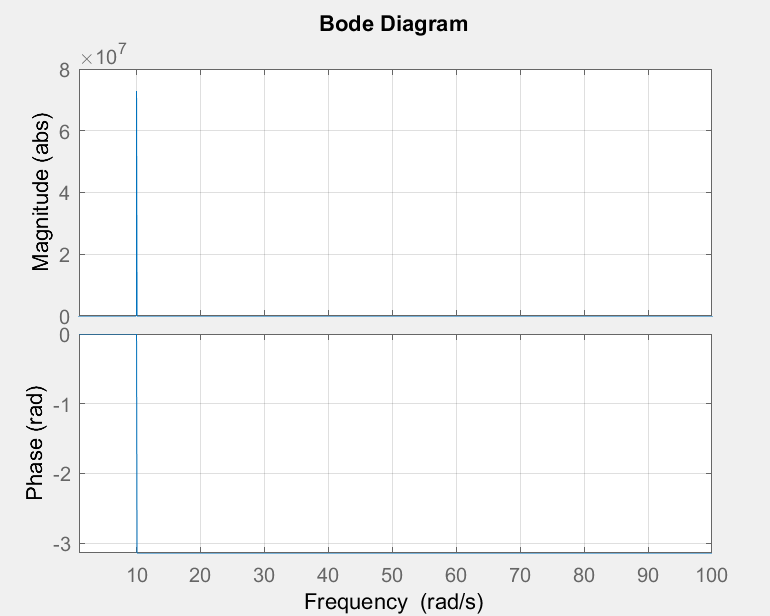 Bode Diagram
×10^7
8
6
4
2
0
Magnitude (abs)
0
-1
-2
-3
Phase (rad)
10 20 30 40 50 60 70 80 90 100
Frequency (rad/s)